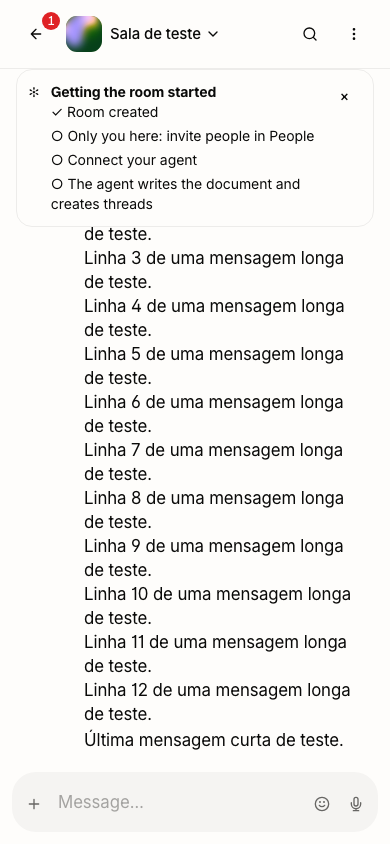 1
Sala de teste
Getting the room started
✓ Room created
○ Only you here: invite people in People
○ Connect your agent
○ The agent writes the document and
creates threads
de teste.
Linha 3 de uma mensagem longa
de teste.
Linha 4 de uma mensagem longa
de teste.
Linha 5 de uma mensagem longa
de teste.
Linha 6 de uma mensagem longa
de teste.
Linha 7 de uma mensagem longa
de teste.
Linha 8 de uma mensagem longa
de teste.
Linha 9 de uma mensagem longa
de teste.
Linha 10 de uma mensagem longa
de teste.
Linha 11 de uma mensagem longa
de teste.
Linha 12 de uma mensagem longa
de teste.
Última mensagem curta de teste.
Message...